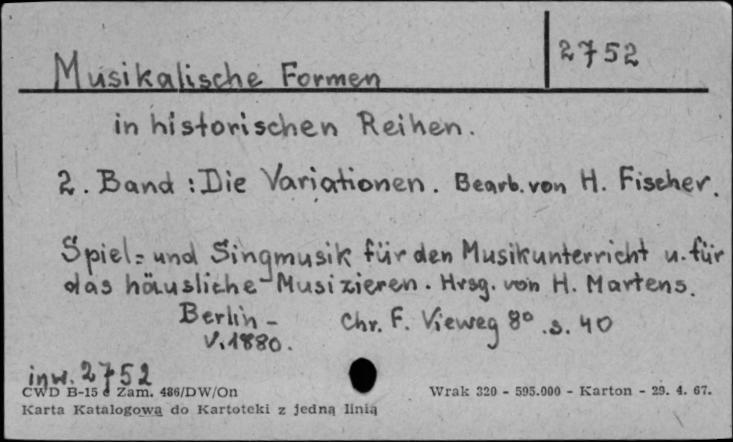 Musikalische Formen
2752
in historischen Reihen.
2. Band : Die Variationen. Bearb. von H. Fischer.
Spiel- und Singmusik für den Musikunterricht u. für
das häusliche Musizieren. Hrsg. von H. Martens.
Berlin - Chr. F. Vieweg 8° .s. 40
V.1880.
inw. 2752
CWD B-15 c Zam. 486/DW/On
Wrak 320 - 595.000 - Karton - 29. 4. 67.
Karta Katalogowa do Kartoteki z jedną linią